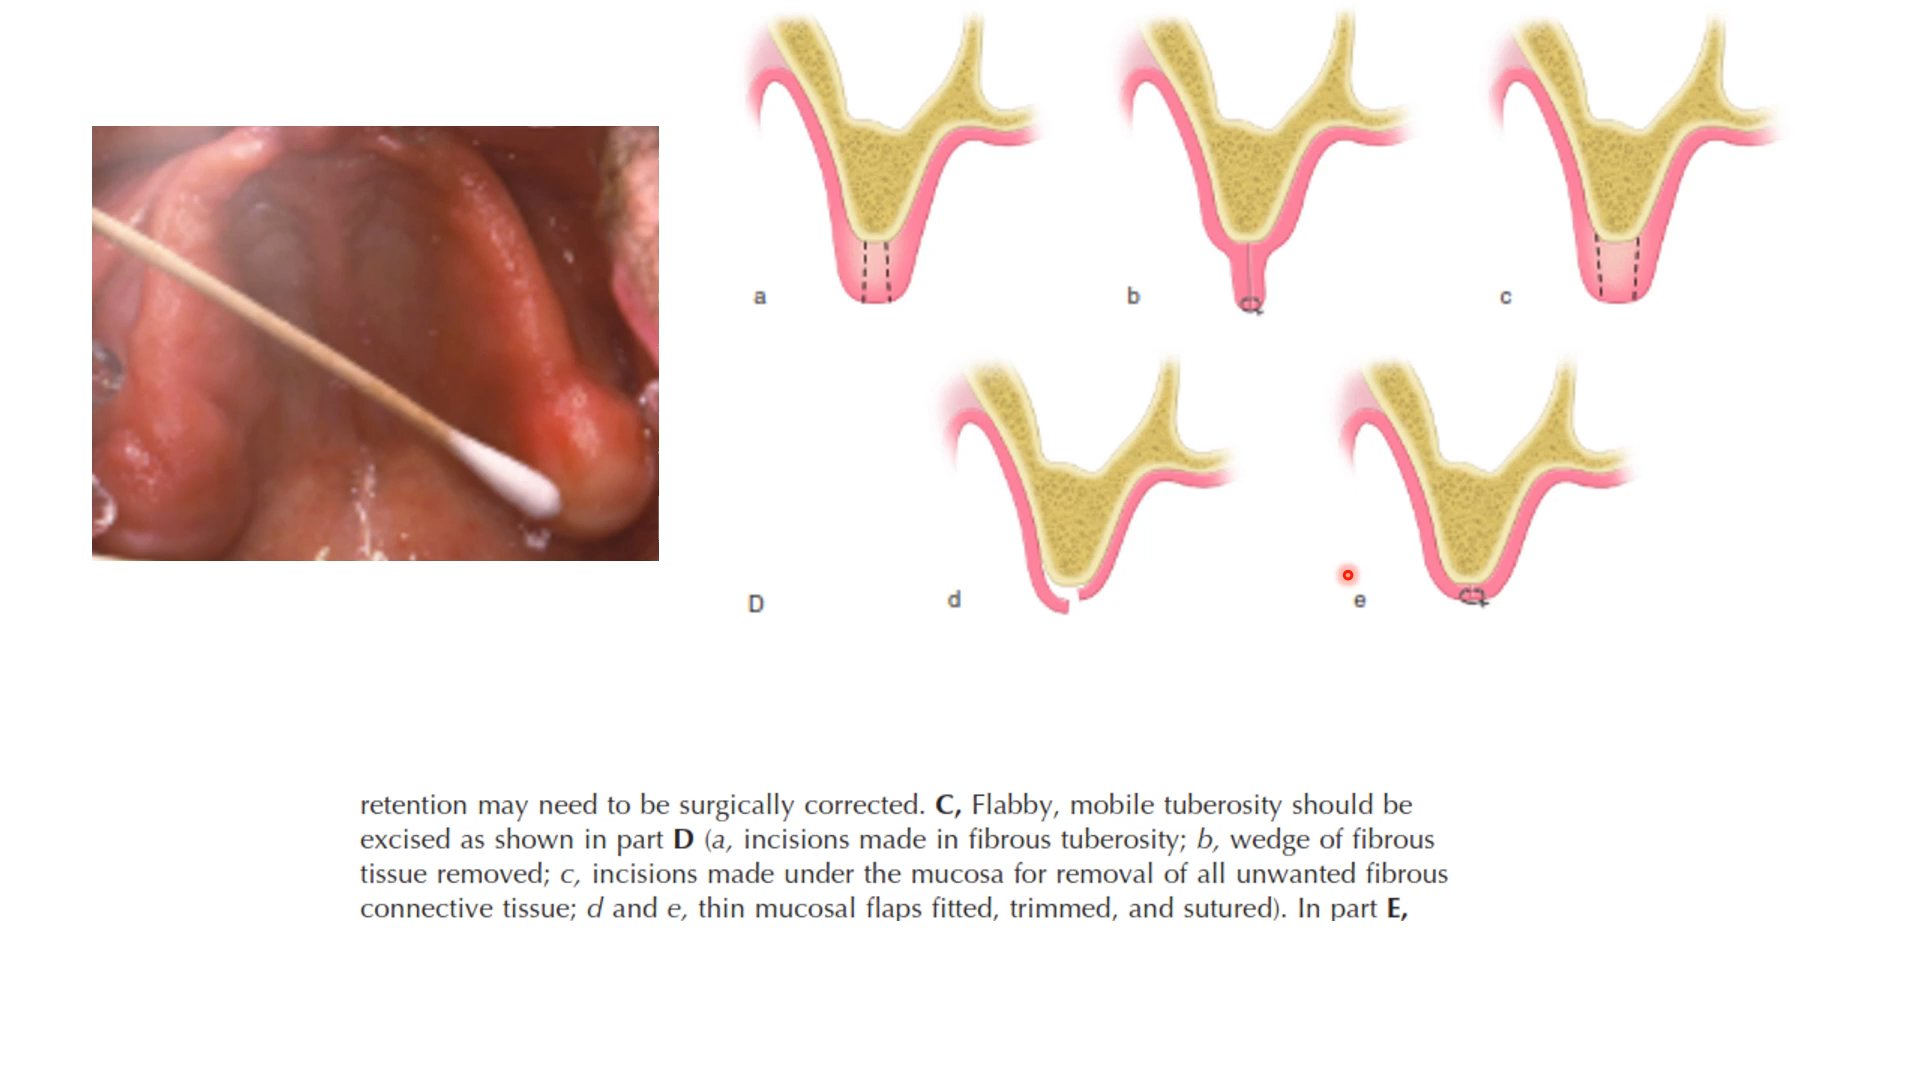 a
b
c
D
d
e
retention may need to be surgically corrected. C, Flabby, mobile tuberosity should be
excised as shown in part D (a, incisions made in fibrous tuberosity; b, wedge of fibrous
tissue removed; c, incisions made under the mucosa for removal of all unwanted fibrous
connective tissue; d and e, thin mucosal flaps fitted, trimmed, and sutured). In part E,